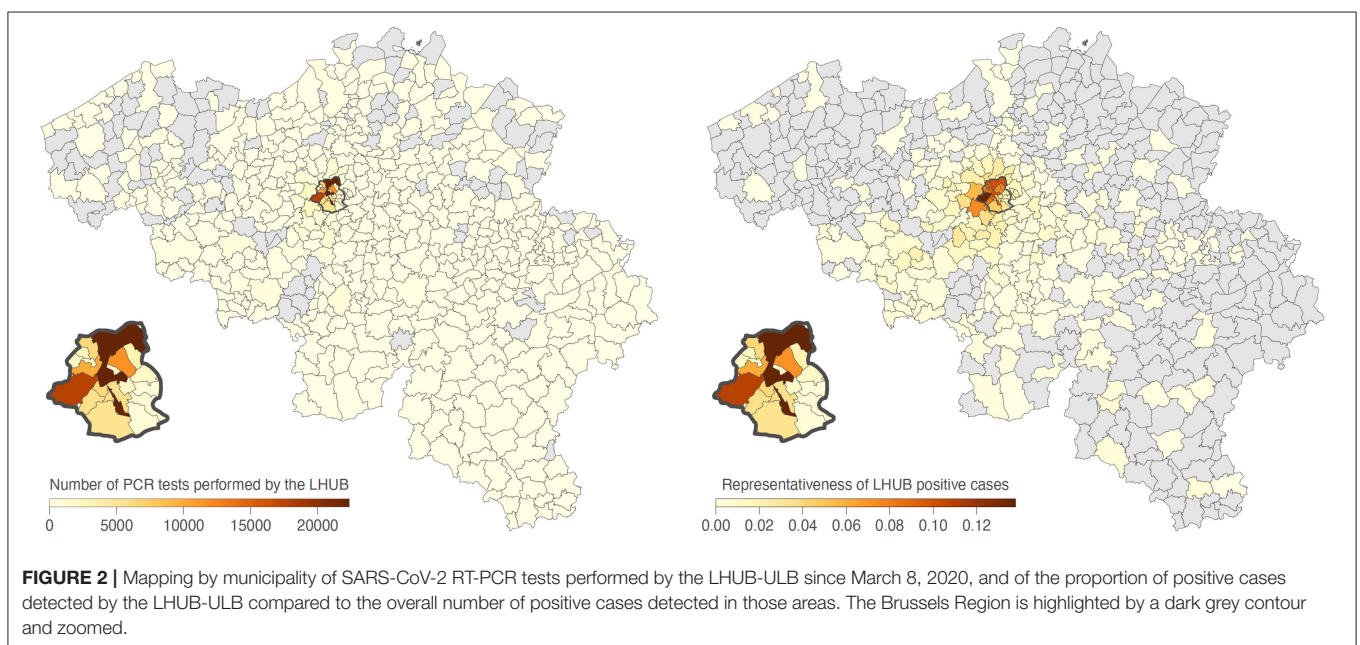 Number of PCR tests performed by the LHUB
0 5000 10000 15000 20000
Representativeness of LHUB positive cases
0.00 0.02 0.04 0.06 0.08 0.10 0.12
FIGURE 2 | Mapping by municipality of SARS-CoV-2 RT-PCR tests performed by the LHUB-ULB since March 8, 2020, and of the proportion of positive cases
detected by the LHUB-ULB compared to the overall number of positive cases detected in those areas. The Brussels Region is highlighted by a dark grey contour
and zoomed.